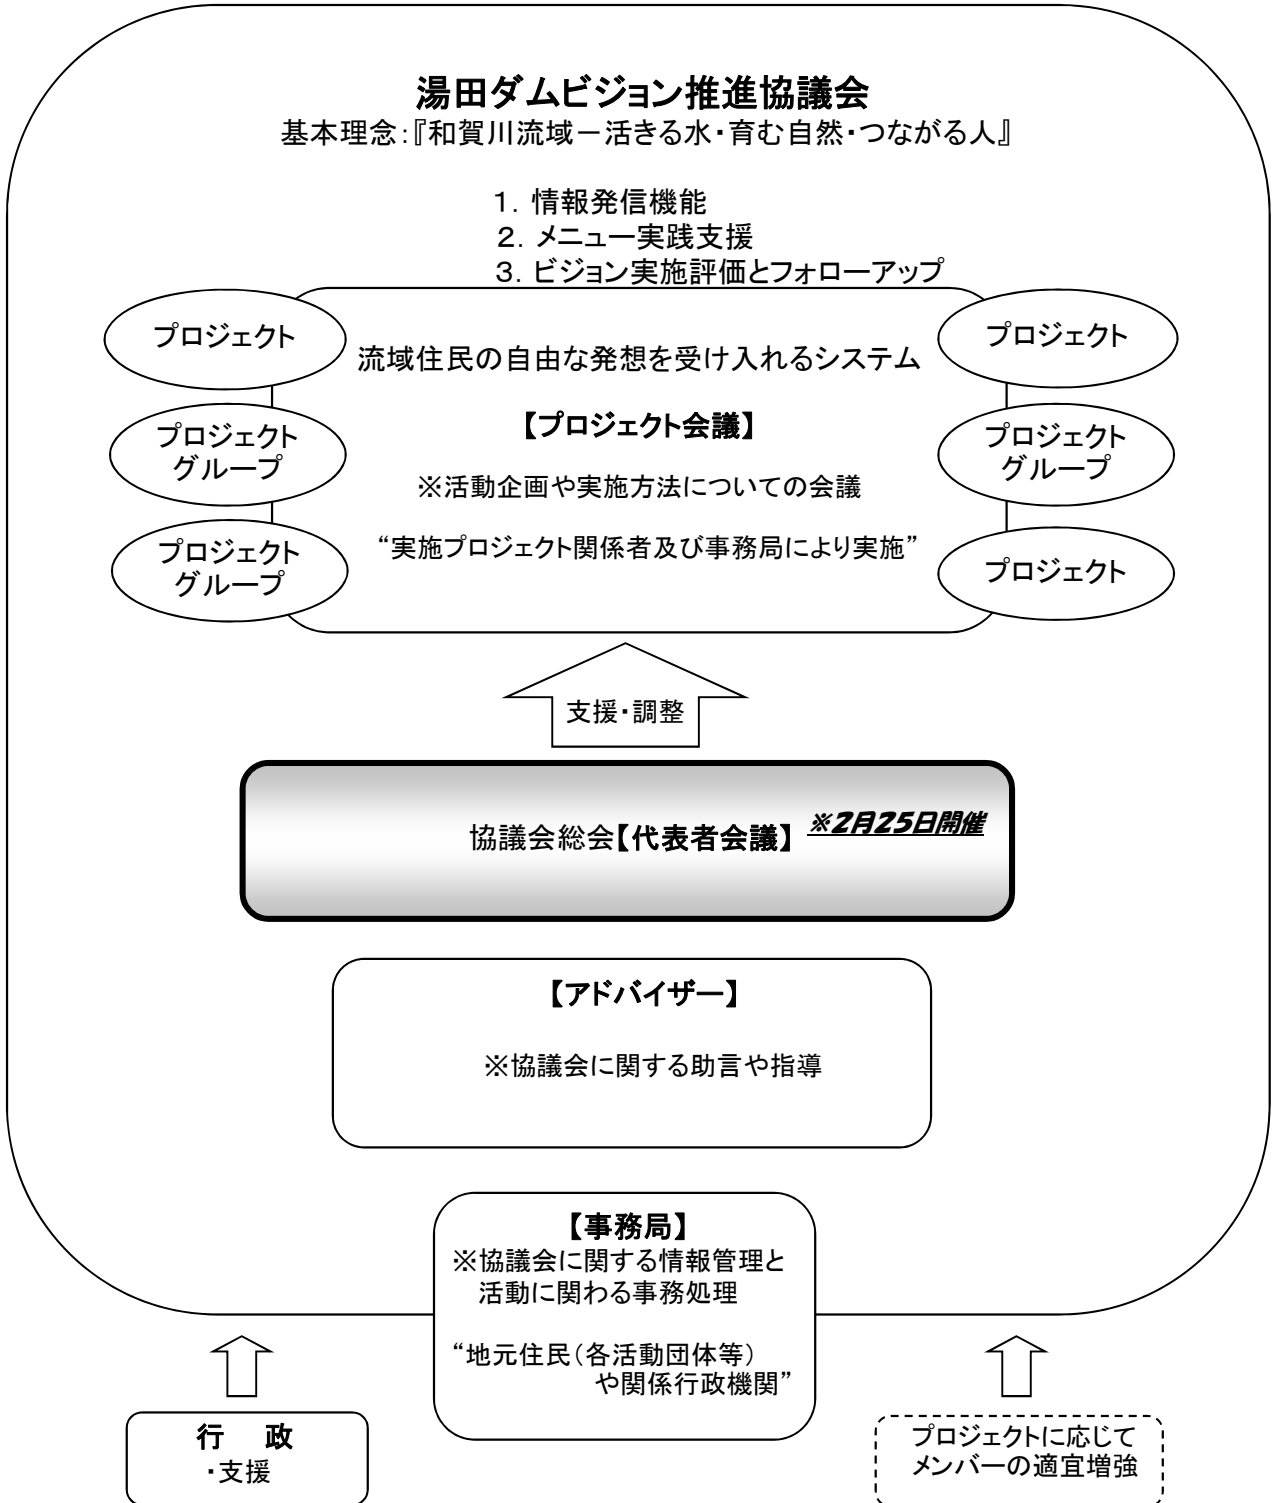 湯田ダムビジョン推進協議会
基本理念：『和賀川流域－活きる水・育む自然・つながる人』
１．情報発信機能
２．メニュー実践支援
３．ビジョン実施評価とフォローアップ
プロジェクト
プロジェクト
流域住民の自由な発想を受け入れるシステム
【プロジェクト会議】
プロジェクト
グループ
プロジェクト
グループ
※活動企画や実施方法についての会議
“実施プロジェクト関係者及び事務局により実施”
プロジェクト
グループ
プロジェクト
支援・調整
協議会総会【代表者会議】 ※2月25日開催
【アドバイザー】
※協議会に関する助言や指導
【事務局】
※協議会に関する情報管理と
活動に関わる事務処理
“地元住民（各活動団体等）
や関係行政機関”
行　政
・支援
プロジェクトに応じて
メンバーの適宜増強